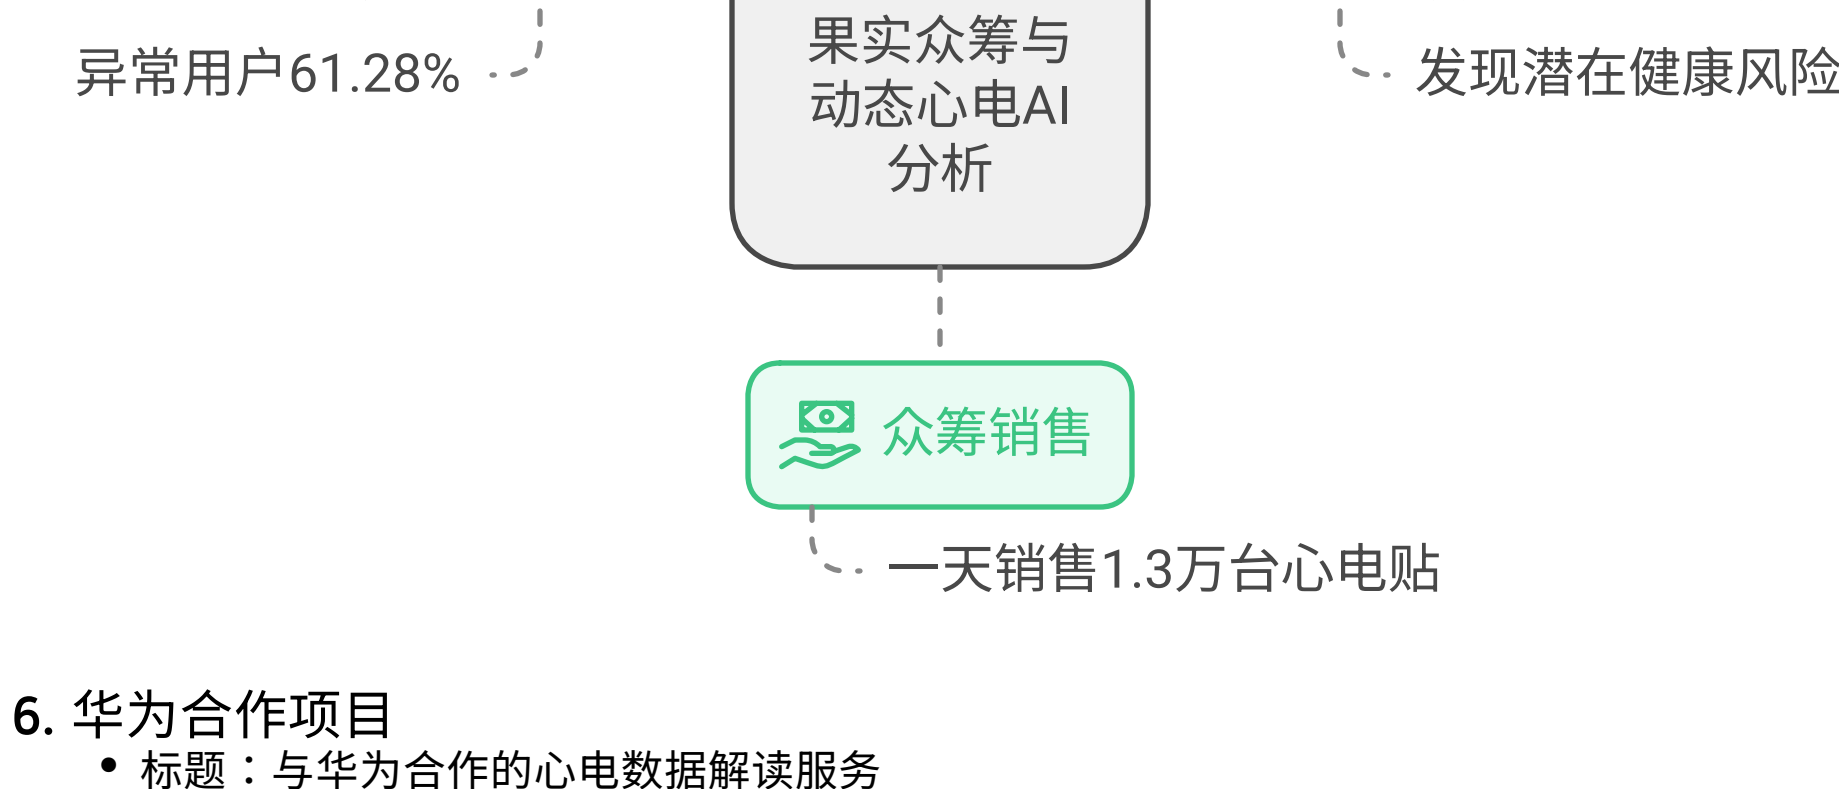 异常用户61.28%
果实众筹与
动态心电AI
分析
发现潜在健康风险
众筹销售
一天销售1.3万台心电贴
6. 华为合作项目
• 标题：与华为合作的心电数据解读服务